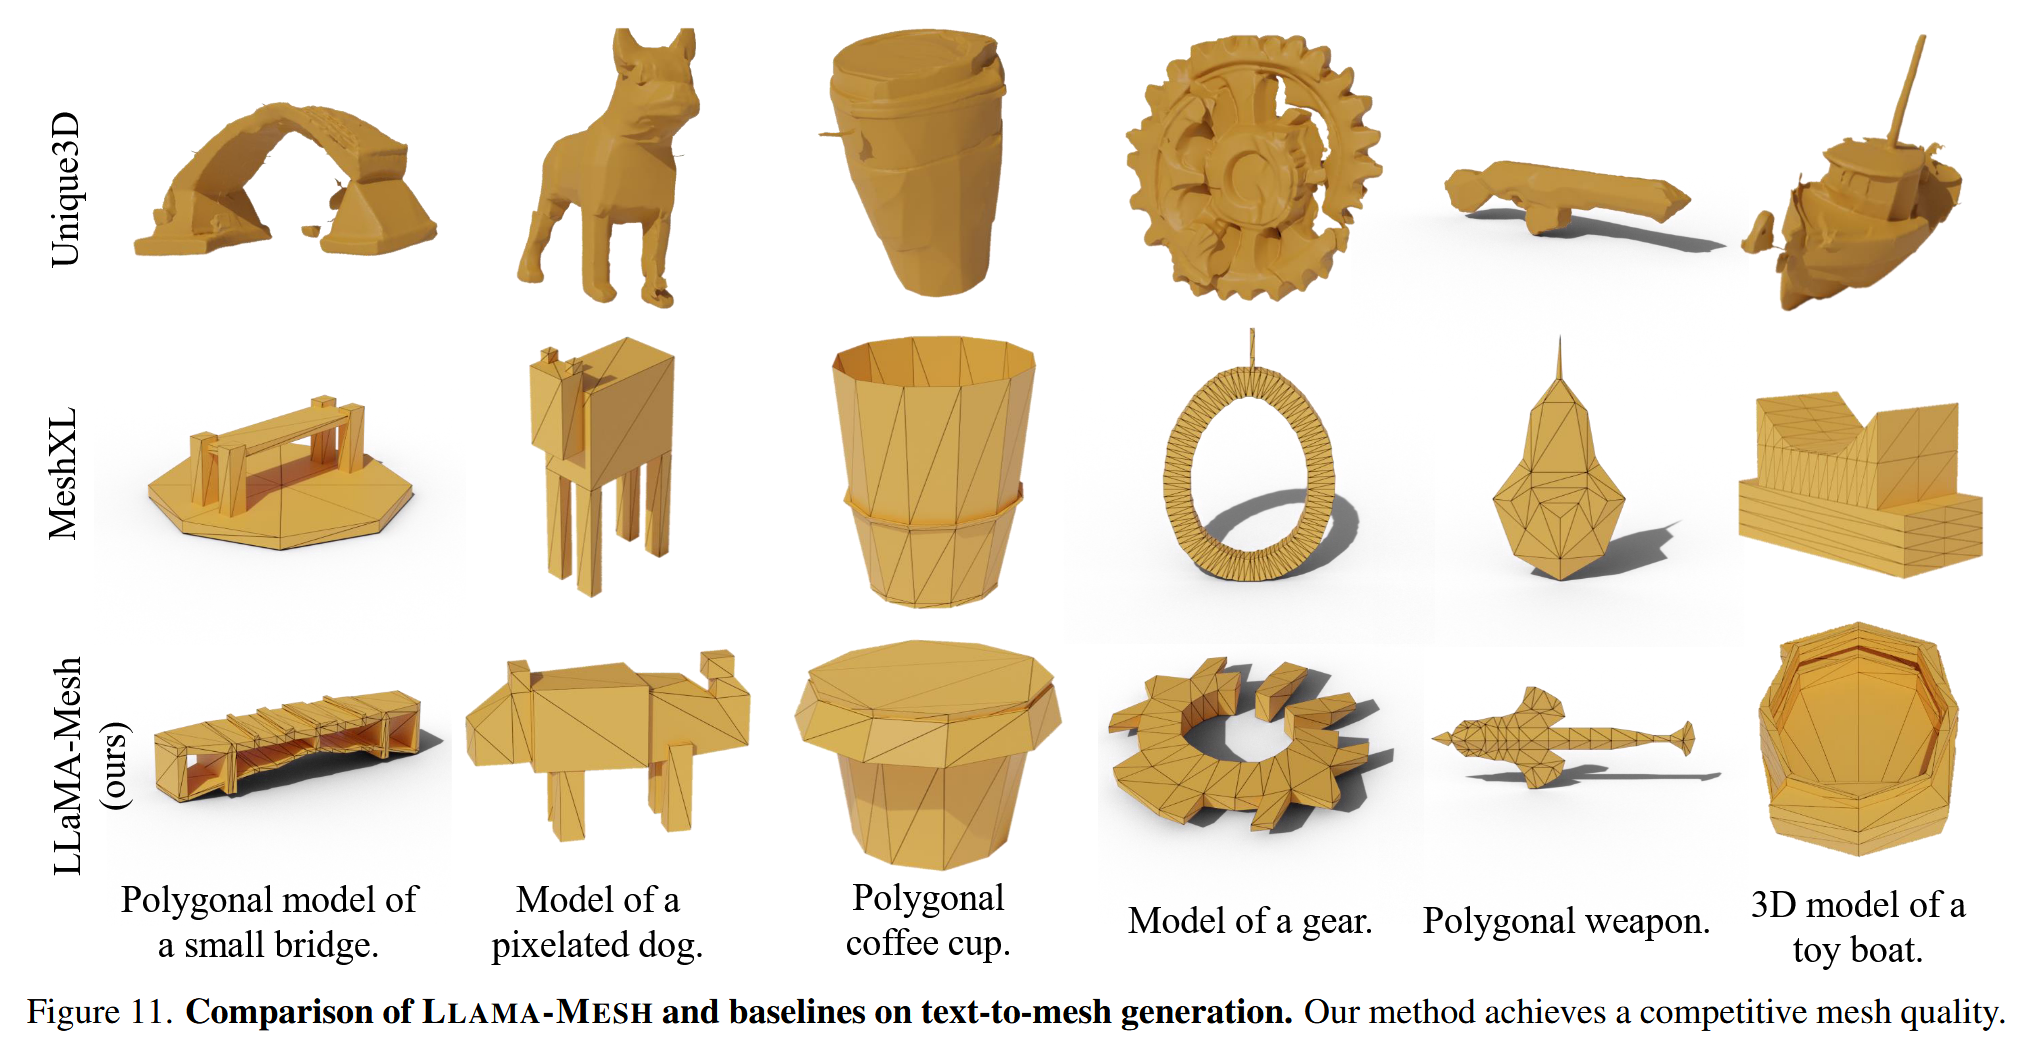 Unique3D
MeshXL
LLaMA-Mesh
(ours)
Polygonal model of
a small bridge.
Model of a
pixelated dog.
Polygonal
coffee cup.
Model of a gear.
Polygonal weapon.
3D model of a
toy boat.
Figure 11. Comparison of LLAMA-MESH and baselines on text-to-mesh generation. Our method achieves a competitive mesh quality.